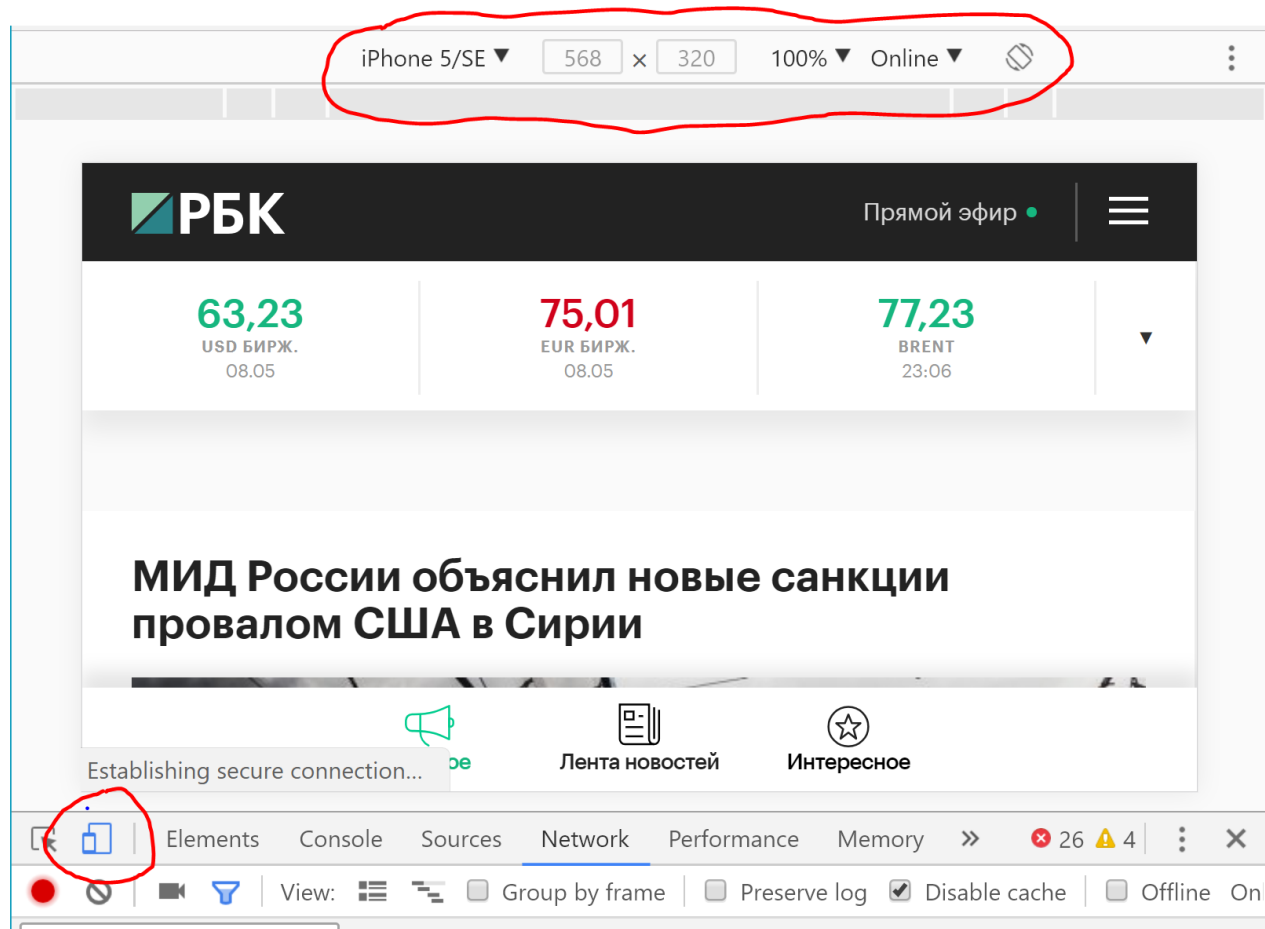 iPhone 5/SE ▼ 568 × 320 100% ▼ Online ▼
РБК Прямой эфир
63,23 75,01 77,23
USD БИРЖ. EUR БИРЖ. BRENT
08.05 08.05 23:06
МИД России объяснил новые санкции
провалом США в Сирии
Лента новостей Интересное
Establishing secure connection...
Elements Console Sources Network Performance Memory » 26 4
View: Group by frame Preserve log Disable cache Offline